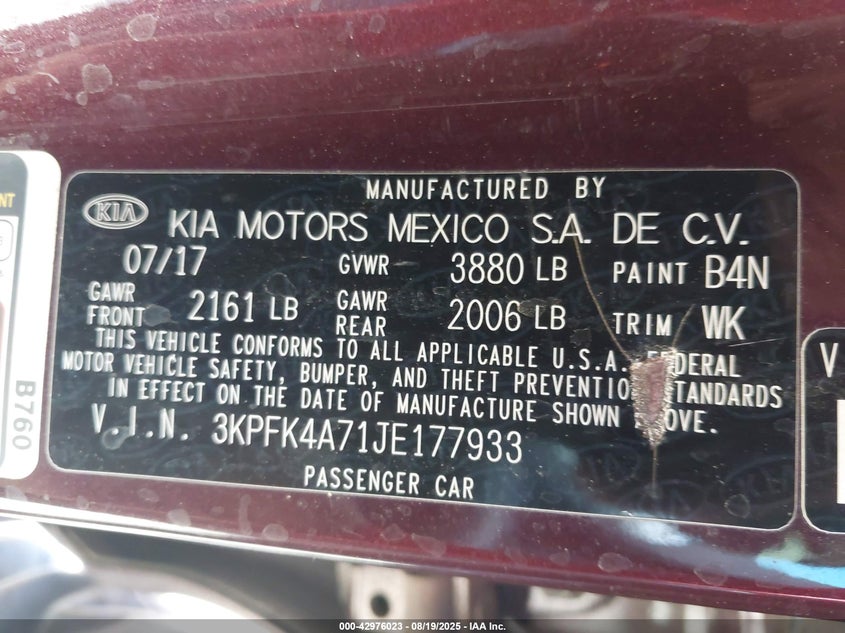 MANUFACTURED BY
KIA KIA MOTORS MEXICO S.A. DE C.V.
07/17 GVWR 3880 LB PAINT B4N
GAWR FRONT 2161 LB GAWR REAR 2006 LB TRIM WK
THIS VEHICLE CONFORMS TO ALL APPLICABLE U.S.A. FEDERAL
MOTOR VEHICLE SAFETY, BUMPER, AND THEFT PREVENTION STANDARDS
IN EFFECT ON THE DATE OF MANUFACTURE SHOWN ABOVE.
V.I.N. 3KPFK4A71JE177933
PASSENGER CAR
B760
V
000-42976023 - 08/19/2025 - IAA Inc.